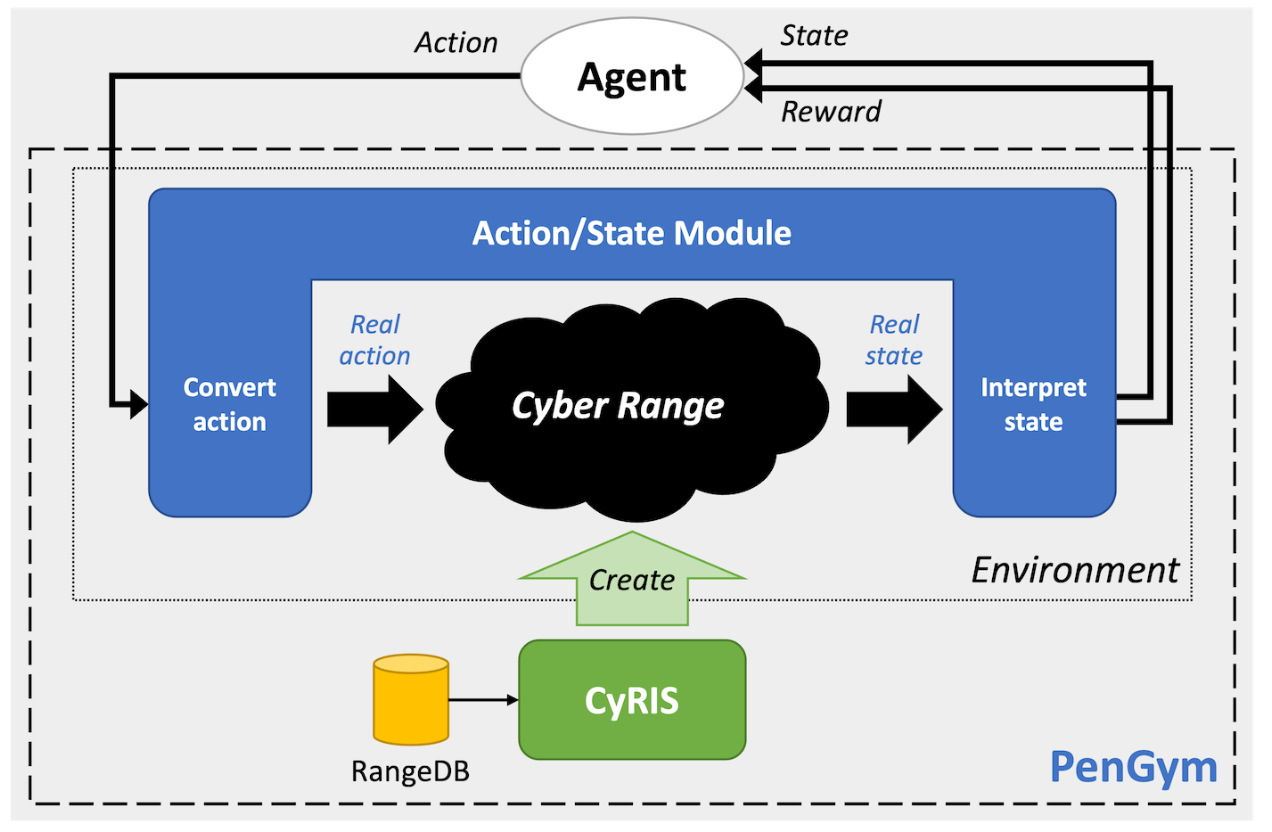 Action
Agent
State
Reward
Action/State Module
Real
action
Real
state
Convert
action
Cyber Range
Interpret
state
Create
Environment
CyRIS
RangeDB
PenGym